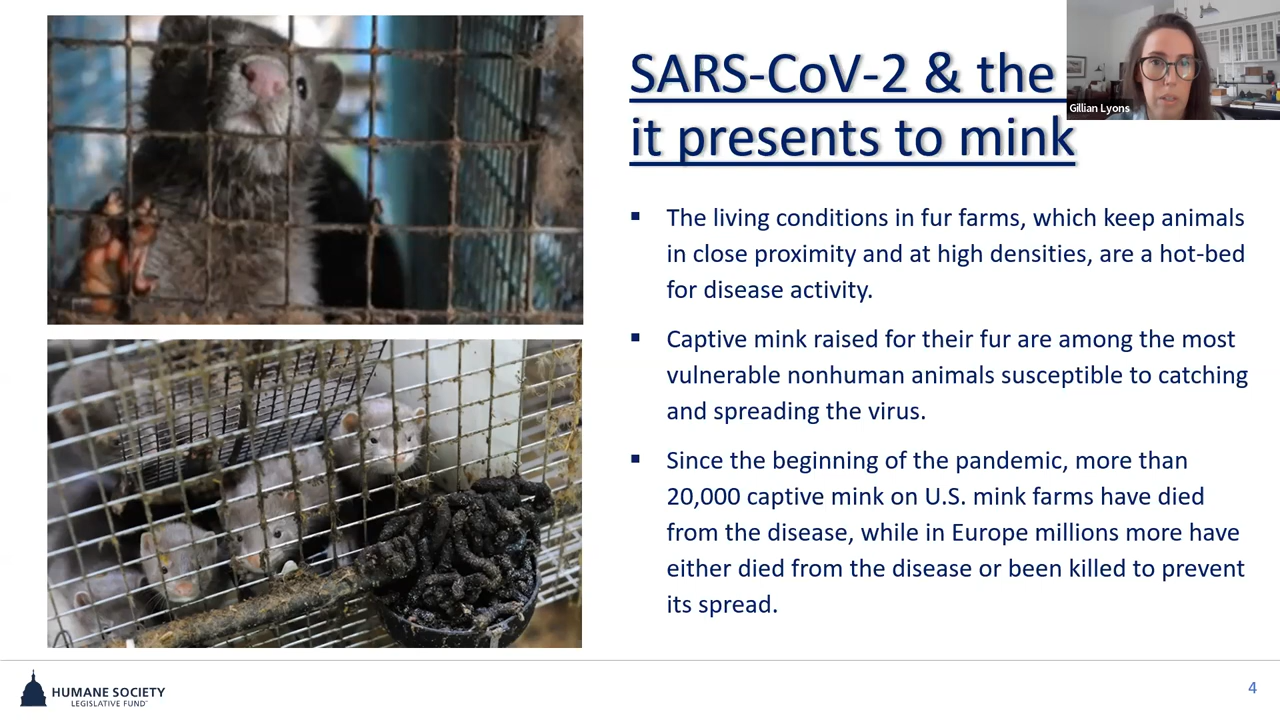 SARS-CoV-2 & the
it presents to mink
Gillian Lyons
▪ The living conditions in fur farms, which keep animals
in close proximity and at high densities, are a hot-bed
for disease activity.
▪ Captive mink raised for their fur are among the most
vulnerable nonhuman animals susceptible to catching
and spreading the virus.
▪ Since the beginning of the pandemic, more than
20,000 captive mink on U.S. mink farms have died
from the disease, while in Europe millions more have
either died from the disease or been killed to prevent
its spread.
HUMANE SOCIETY
LEGISLATIVE FUND
4